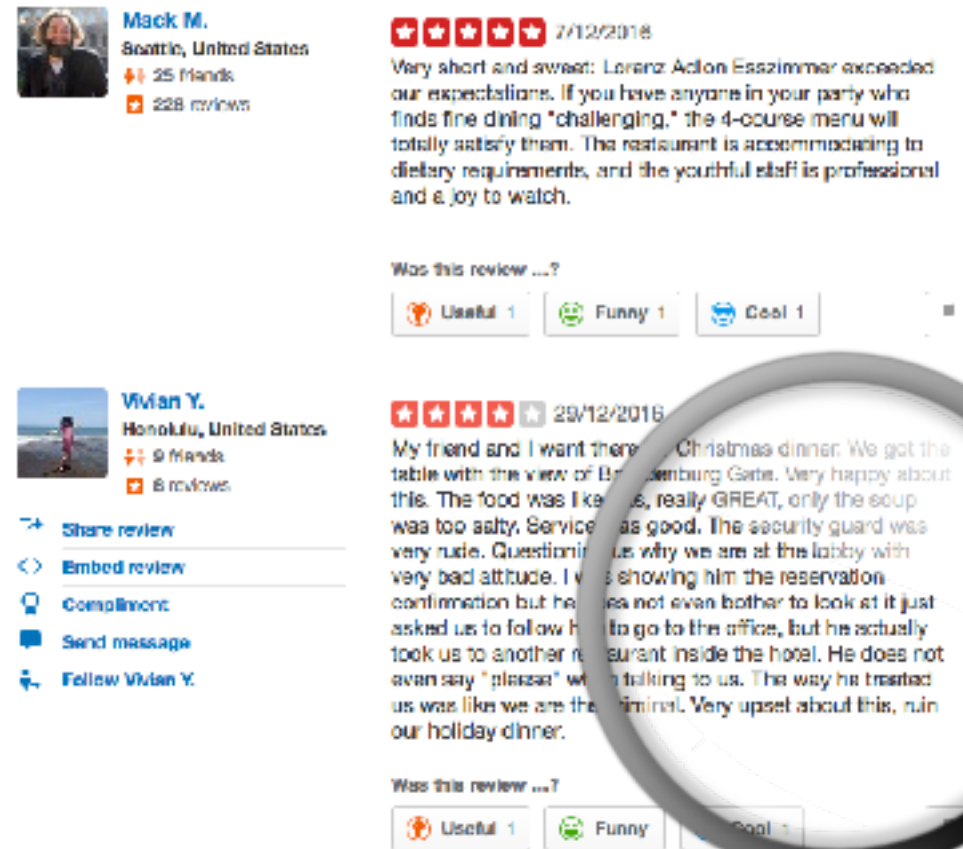 Mack M.
Seattle, United States
25 friends
228 reviews
7/12/2016
Very short and sweet: Lorenz Adlon Esszimmer exceeded
our expectations. If you have anyone in your party who
finds fine dining "challenging," the 4-course menu will
totally satisfy them. The restaurant is accommodating to
dietary requirements, and the youthful staff is professional
and a joy to watch.
Was this review ...?
Useful 1
Funny 1
Cool 1
Vivian Y.
Honolulu, United States
9 friends
6 reviews
Share review
Embed review
Compliment
Send message
Follow Vivian Y.
29/12/2016
My friend and I want there Christmas dinner. We got the
table with the view of Brandenburg Gate. Very happy about
this. The food was like really GREAT, only the soup
was too salty. Service was good. The security guard was
very rude. Questioning us why we are at the lobby with
very bad attitude. I was showing him the reservation
confirmation but he does not even bother to look at it just
asked us to follow him to go to the office, but he actually
took us to another restaurant inside the hotel. He does not
even say "please" when talking to us. The way he treated
us was like we are the criminal. Very upset about this, ruin
our holiday dinner.
Was this review ...?
Useful 1
Funny
Cool 1